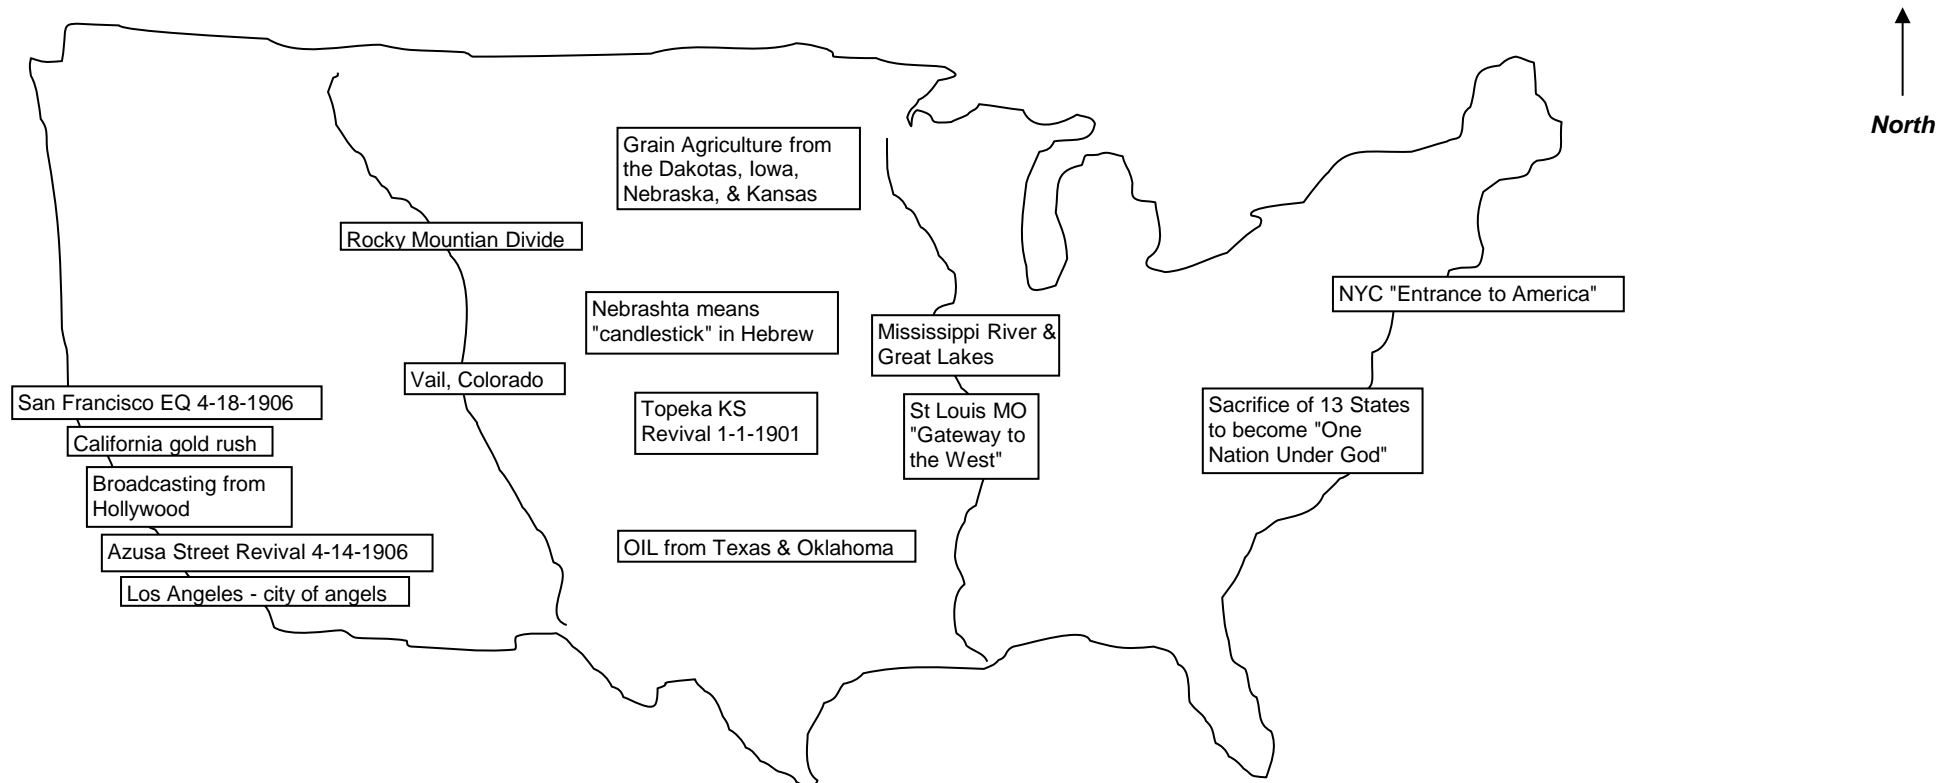 North
Grain Agriculture from
the Dakotas, Iowa,
Nebraska, & Kansas
Rocky Mountian Divide
NYC "Entrance to America"
Nebrashta means
"candlestick" in Hebrew
Mississippi River &
Great Lakes
Vail, Colorado
San Francisco EQ 4-18-1906
California gold rush
Broadcasting from
Hollywood
Azusa Street Revival 4-14-1906
Los Angeles - city of angels
Topeka KS
Revival 1-1-1901
St Louis MO
"Gateway to
the West"
Sacrifice of 13 States
to become "One
Nation Under God"
OIL from Texas & Oklahoma